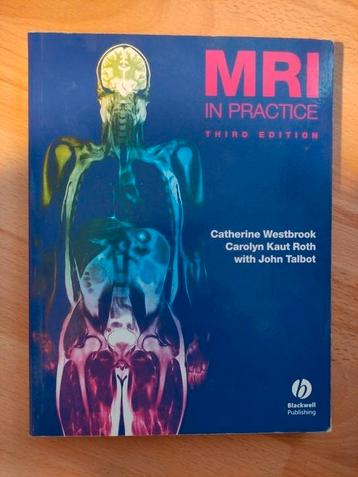 MRI
IN PRACTICE
THIRD EDITION
Catherine Westbrook
Carolyn Kaut Roth
with John Talbot
b
Blackwell
Publishing